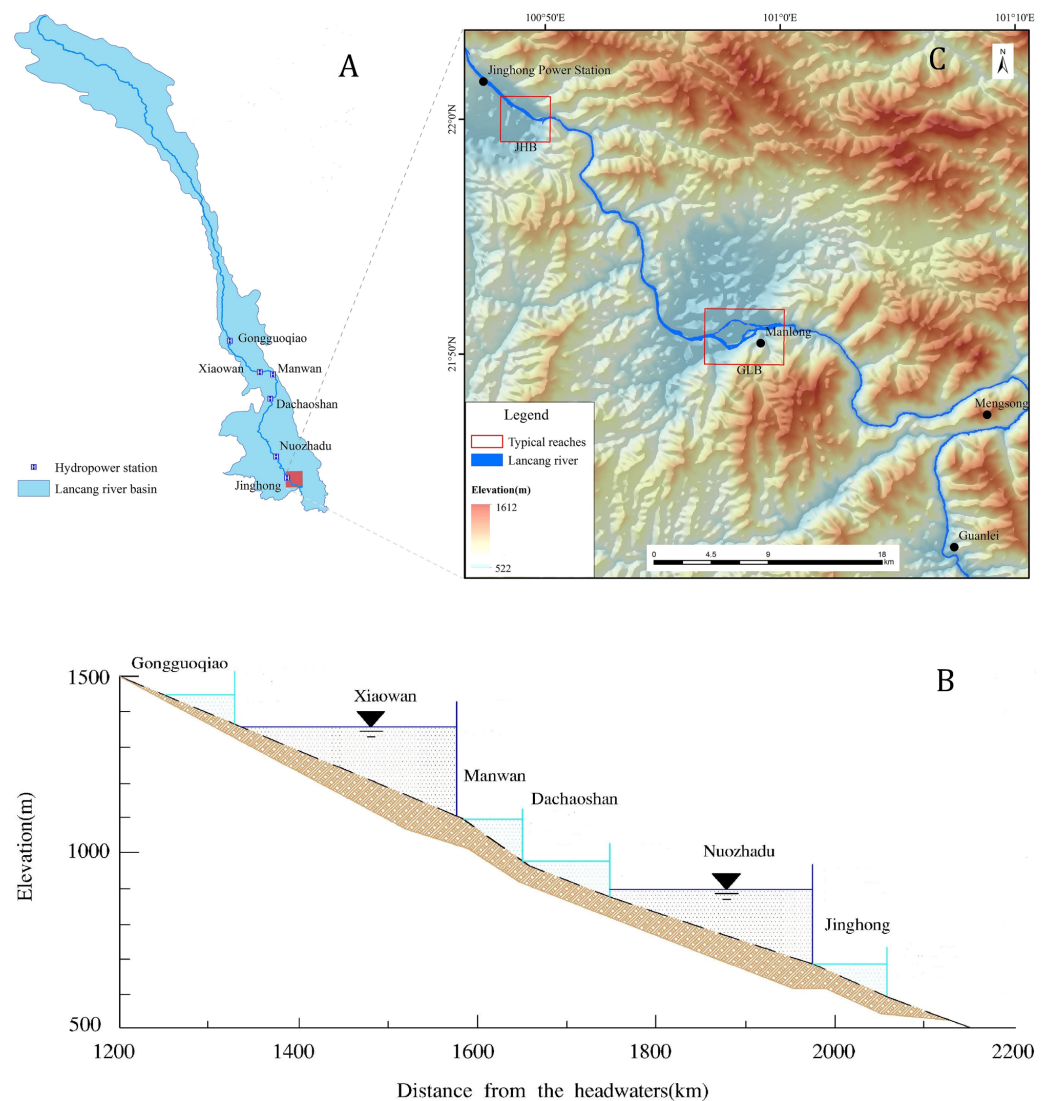 A
Gongguoqiao
Xiaowan
Manwan
Dachaoshan
Nuozhadu
Jinghong
Hydropower station
Lancang river basin
100°50'E
101°0'E
101°10'E
22°0'N
21°50'N
C
N
Jinghong Power Station
JHB
Manlong
GLB
Mengsong
Guanlei
Legend
Typical reaches
Lancang river
Elevation(m)
1612
522
0
4.5
9
18
km
B
Gongguoqiao
Xiaowan
Manwan
Dachaoshan
Nuozhadu
Jinghong
Elevation(m)
1500
1000
500
1200
1400
1600
1800
2000
2200
Distance from the headwaters(km)